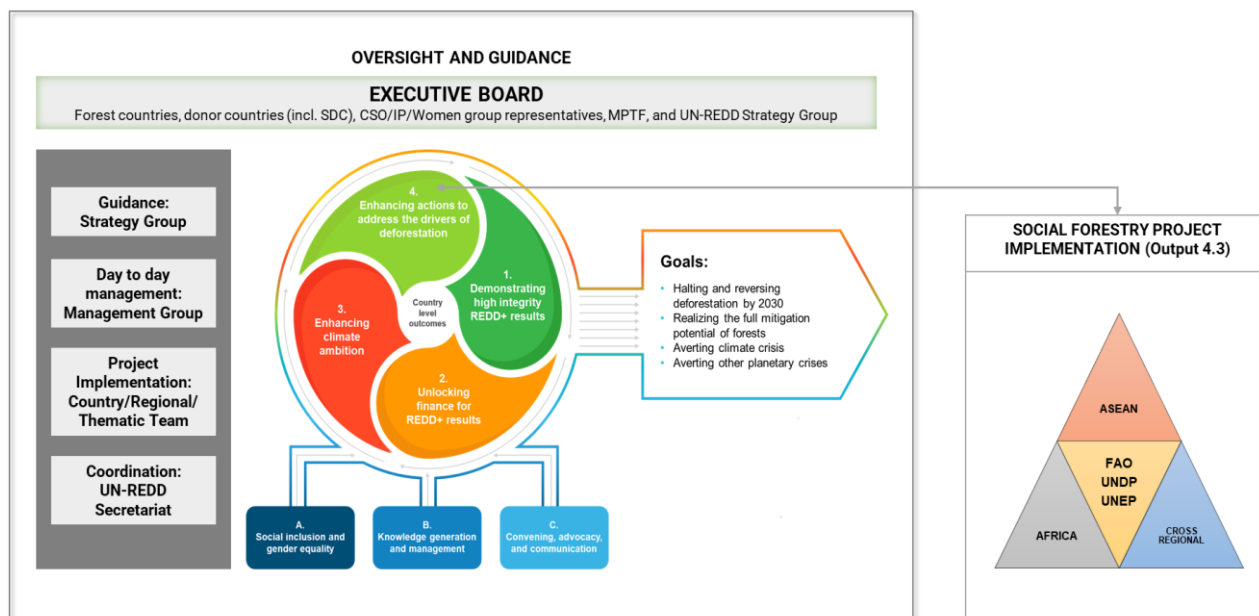 OVERSIGHT AND GUIDANCE
EXECUTIVE BOARD
Forest countries, donor countries (incl. SDC), CSO/IP/Women group representatives, MPTF, and UN-REDD Strategy Group
Guidance:
Strategy Group
Day to day
management:
Management Group
Project
Implementation:
Country/Regional/
Thematic Team
Coordination:
UN-REDD
Secretariat
4.
Enhancing actions to
address the drivers of
deforestation
1.
Demonstrating
high integrity
REDD+ results
Country
level
outcomes
3.
Enhancing
climate
ambition
2.
Unlocking
finance for
REDD+ results
A.
Social inclusion and
gender equality
B.
Knowledge generation
and management
C.
Convening, advocacy,
and communication
Goals:
• Halting and reversing
deforestation by 2030
• Realizing the full mitigation
potential of forests
• Averting climate crisis
• Averting other planetary crises
SOCIAL FORESTRY PROJECT
IMPLEMENTATION (Output 4.3)
ASEAN
FAO
UNDP
UNEP
AFRICA
CROSS
REGIONAL